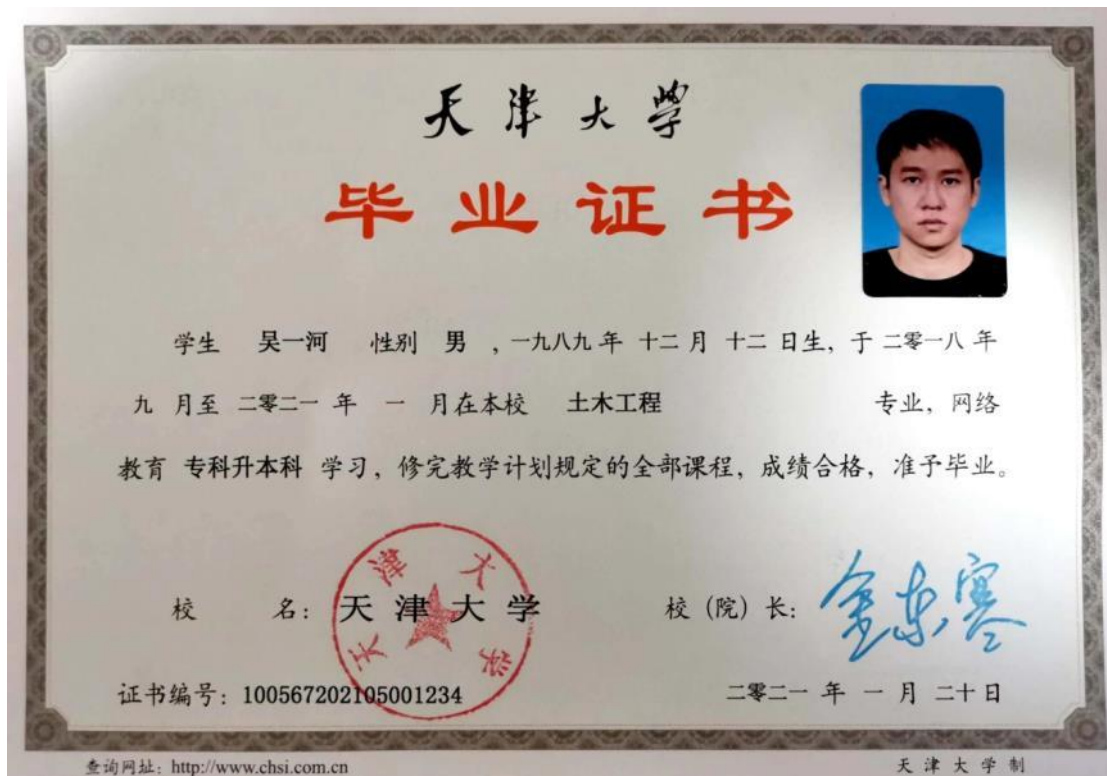 天津大学
毕业证书
学生 吴一河 性别 男 ,一九八九年 十二月 十二 日生, 于 二零一八 年
九 月至 二零二一 年 一 月在本校 土木工程 专业, 网络
教育 专科升本科 学习, 修完教学计划规定的全部课程, 成绩合格, 准予毕业。
天津大学
校 名: 天津大学 校 (院) 长: 金东寒
证书编号: 100567202105001234 二零二一 年 一 月 二十日
查询网址: http://www.chsi.com.cn 天津大学制